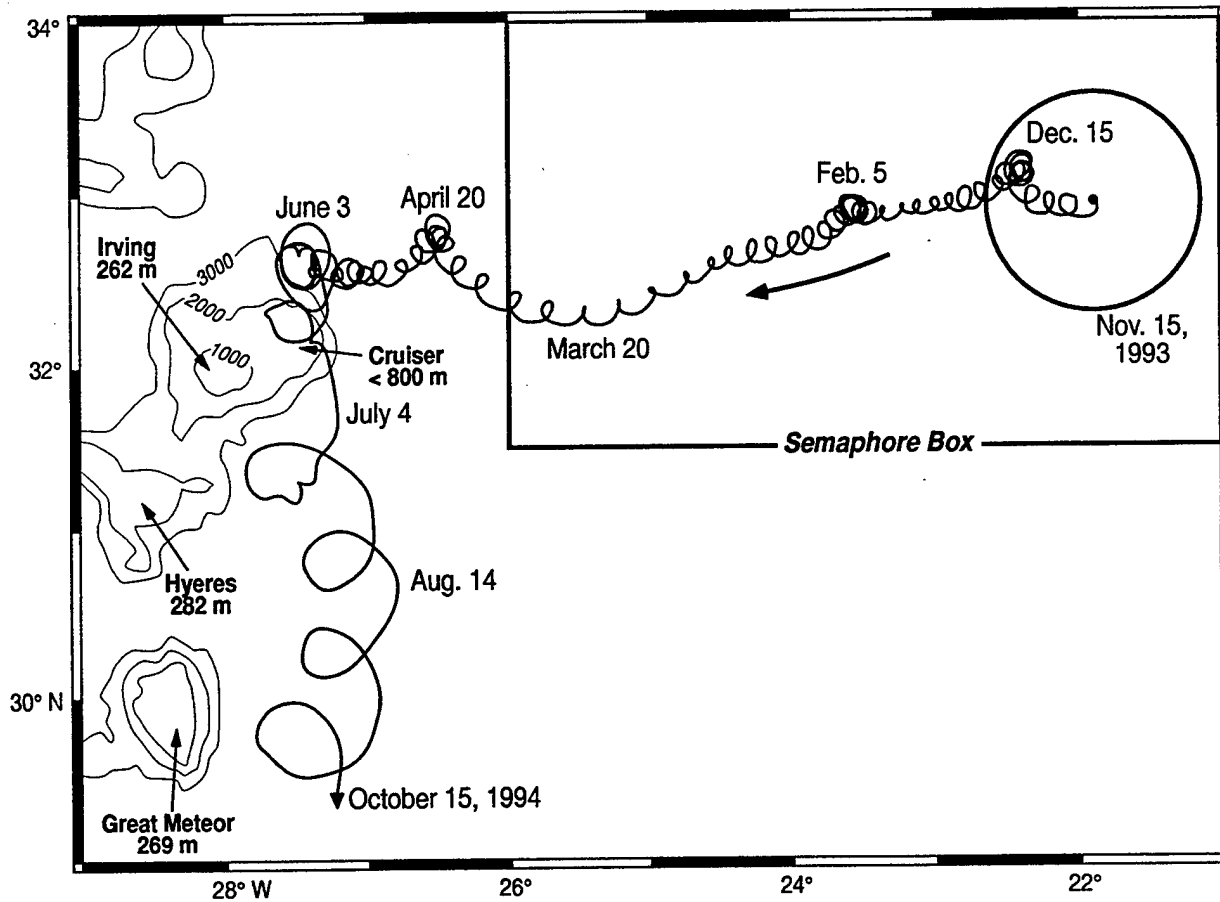 34°
Dec. 15
Feb. 5
April 20
June 3
Irving
262 m
3000
2000
1000
Nov. 15,
1993
March 20
Cruiser
< 800 m
32°
July 4
Semaphore Box
Hyeres
282 m
Aug. 14
30° N
October 15, 1994
Great Meteor
269 m
28° W
26°
24°
22°